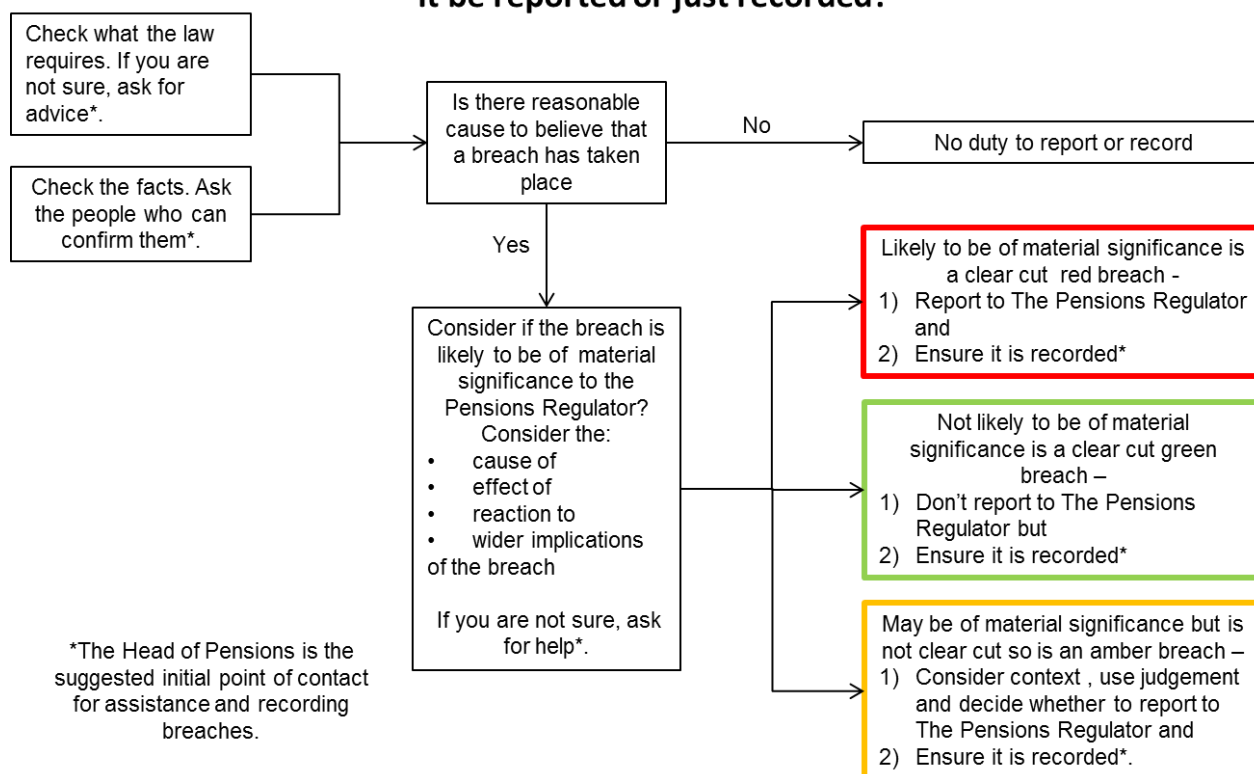 it be reported or just recorded?
Check what the law
requires. If you are
not sure, ask for
advice*.
Check the facts. Ask
the people who can
confirm them*.
Is there reasonable
cause to believe that
a breach has taken
place
No
No duty to report or record
Yes
Consider if the breach is
likely to be of material
significance to the
Pensions Regulator?
Consider the:
• cause of
• effect of
• reaction to
• wider implications
of the breach
If you are not sure, ask
for help*.
Likely to be of material significance is
a clear cut red breach -
1) Report to The Pensions Regulator
and
2) Ensure it is recorded*
Not likely to be of material
significance is a clear cut green
breach –
1) Don’t report to The Pensions
Regulator but
2) Ensure it is recorded*
May be of material significance but is
not clear cut so is an amber breach –
1) Consider context , use judgement
and decide whether to report to
The Pensions Regulator and
2) Ensure it is recorded*.
*The Head of Pensions is the
suggested initial point of contact
for assistance and recording
breaches.